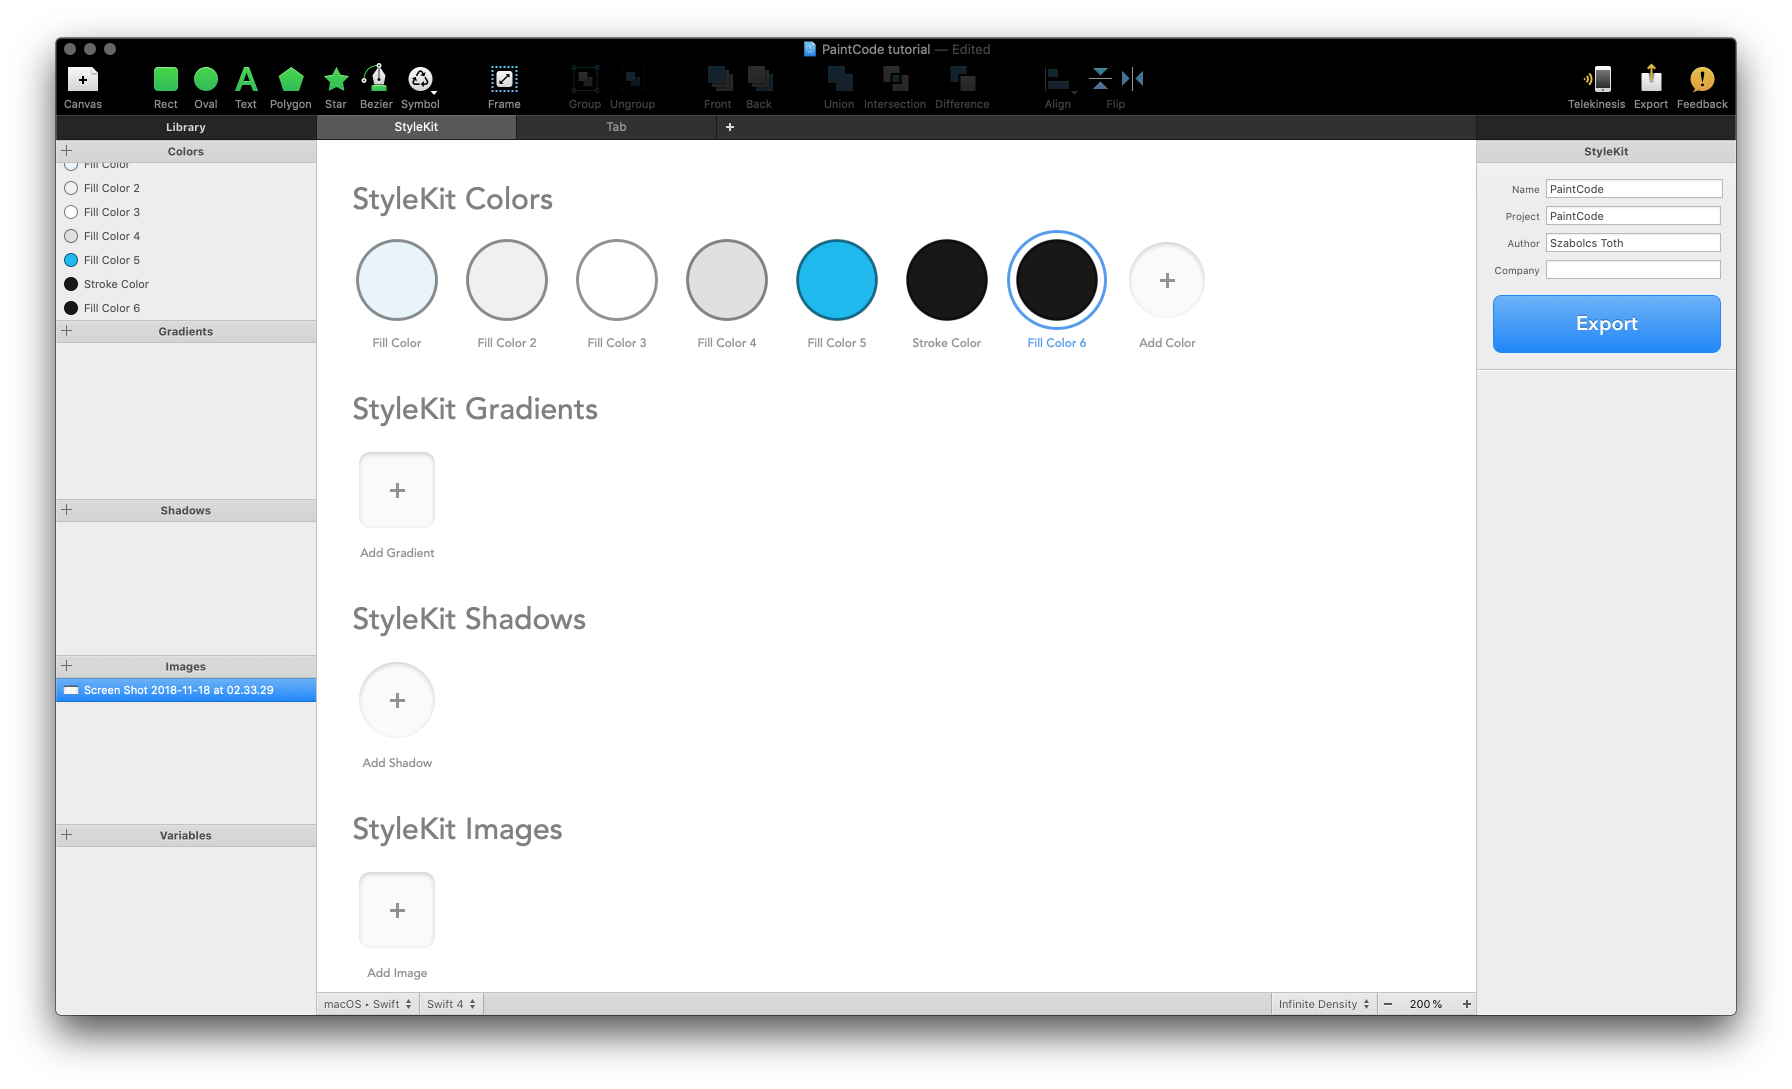 PaintCode tutorial — Edited
Canvas Rect Oval Text Polygon Star Bezier Symbol Frame Group Ungroup Front Back Union Intersection Difference Align Flip Telekinesis Export Feedback
Library StyleKit Tab +
Colors
Fill Color
Fill Color 2
Fill Color 3
Fill Color 4
Fill Color 5
Stroke Color
Fill Color 6
Gradients
Shadows
Images
Screen Shot 2018-11-18 at 02.33.29
Variables
StyleKit Colors
Fill Color Fill Color 2 Fill Color 3 Fill Color 4 Fill Color 5 Stroke Color Fill Color 6 Add Color
StyleKit Gradients
Add Gradient
StyleKit Shadows
Add Shadow
StyleKit Images
Add Image
macOS • Swift Swift 4 Infinite Density − 200% +
StyleKit
Name PaintCode
Project PaintCode
Author Szabolcs Toth
Company
Export